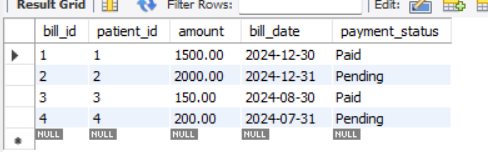 Result Grid Filter Rows: Edit:
bill_id patient_id amount bill_date payment_status
1 1 1500.00 2024-12-30 Paid
2 2 2000.00 2024-12-31 Pending
3 3 150.00 2024-08-30 Paid
4 4 200.00 2024-07-31 Pending
NULL NULL NULL NULL NULL